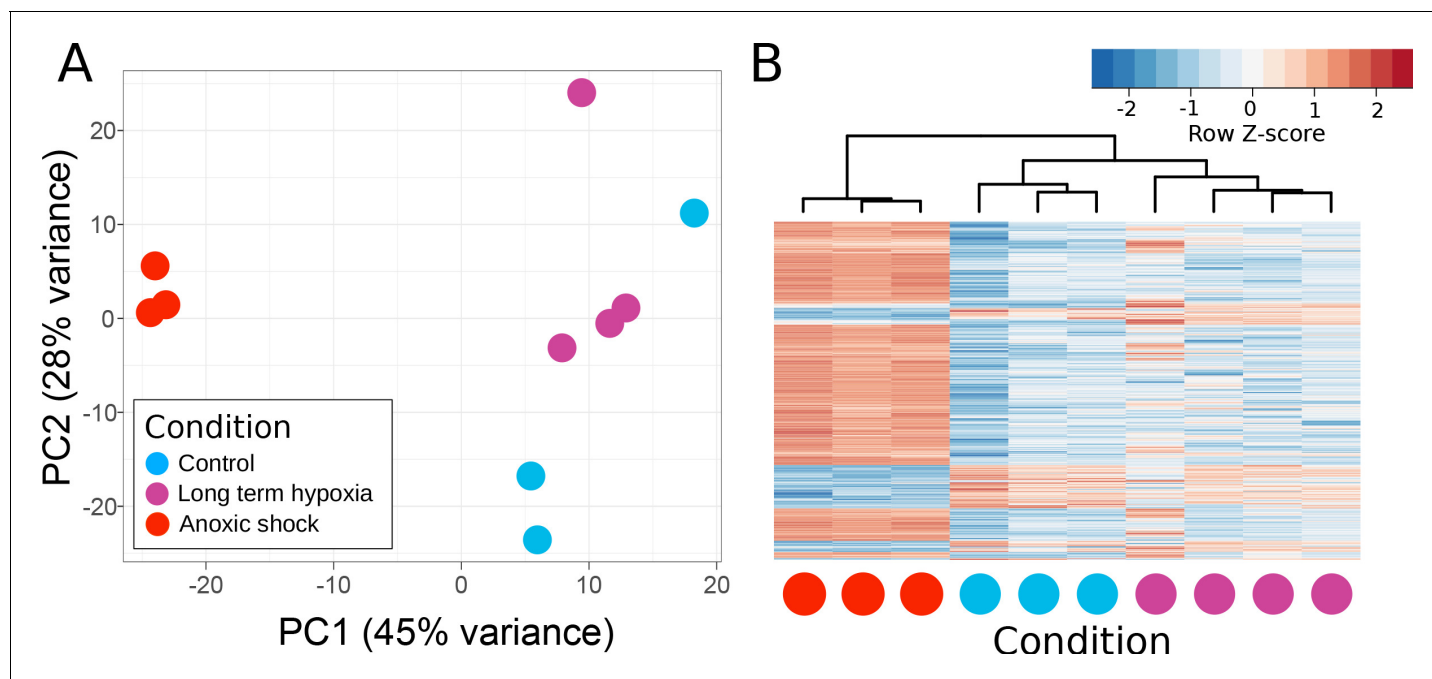 A
PC2 (28% variance)
20
10
0
-10
-20
Condition
Control
Long term hypoxia
Anoxic shock
-20
-10
0
10
20
PC1 (45% variance)
B
-2
-1
0
1
2
Row Z-score
Condition